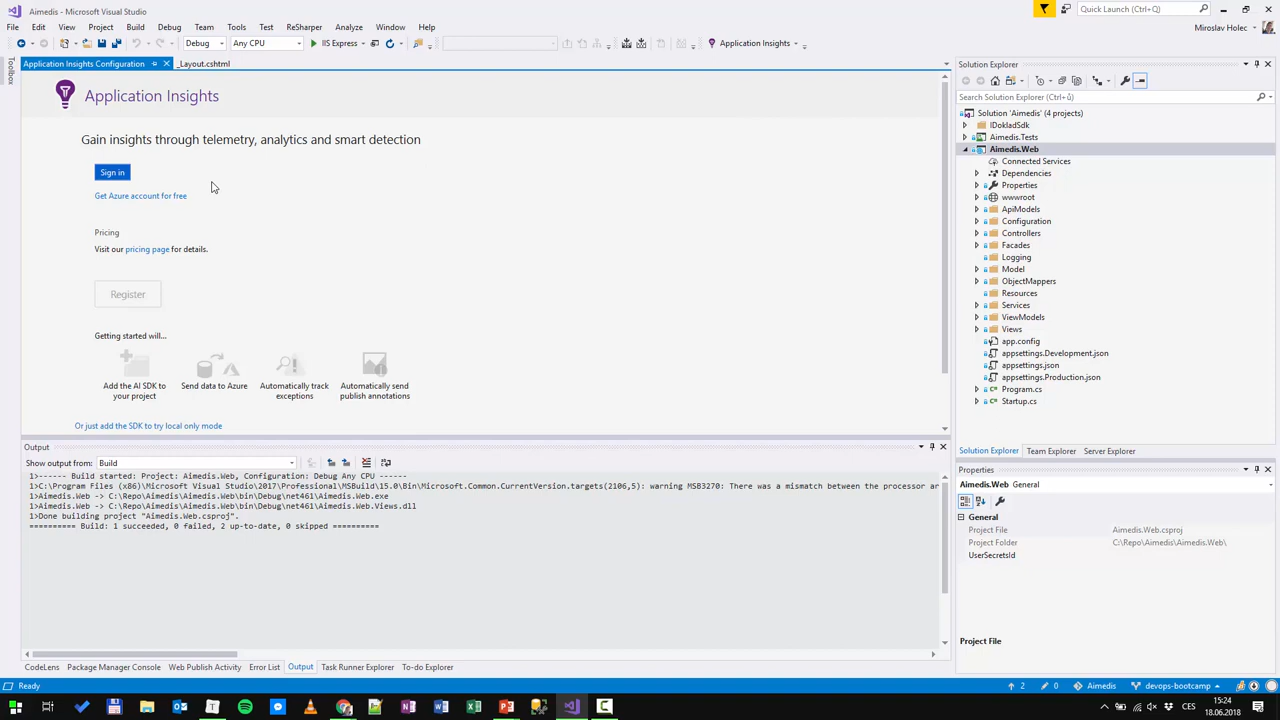 Aimedis - Microsoft Visual Studio
Quick Launch (Ctrl+Q)
File Edit View Project Build Debug Team Tools Test ReSharper Analyze Window Help
Miroslav Holec
Debug Any CPU IIS Express Application Insights
Application Insights Configuration
_Layout.cshtml
Toolbox
Application Insights
Gain insights through telemetry, analytics and smart detection
Sign in
Get Azure account for free
Pricing
Visit our pricing page for details.
Register
Getting started will...
Add the AI SDK to your project
Send data to Azure
Automatically track exceptions
Automatically send publish annotations
Or just add the SDK to try local only mode
Output
Show output from: Build
1>------ Build started: Project: Aimedis.Web, Configuration: Debug Any CPU ------
1>C:\Program Files (x86)\Microsoft Visual Studio\2017\Professional\MSBuild\15.0\Bin\Microsoft.Common.CurrentVersion.targets(2106,5): warning MSB3270: There was a mismatch between the processor ar
1>Aimedis.Web -> C:\Repo\Aimedis\Aimedis.Web\bin\Debug\net461\Aimedis.Web.exe
1>Aimedis.Web -> C:\Repo\Aimedis\Aimedis.Web\bin\Debug\net461\Aimedis.Web.Views.dll
1>Done building project "Aimedis.Web.csproj".
========== Build: 1 succeeded, 0 failed, 2 up-to-date, 0 skipped ==========
CodeLens Package Manager Console Web Publish Activity Error List Output Task Runner Explorer To-do Explorer
Solution Explorer
Search Solution Explorer (Ctrl+ů)
Solution 'Aimedis' (4 projects)
IDokladSdk
Aimedis.Tests
Aimedis.Web
Connected Services
Dependencies
Properties
wwwroot
ApiModels
Configuration
Controllers
Facades
Logging
Model
ObjectMappers
Resources
Services
ViewModels
Views
app.config
appsettings.Development.json
appsettings.json
appsettings.Production.json
Program.cs
Startup.cs
Solution Explorer Team Explorer Server Explorer
Properties
Aimedis.Web General
General
Project File Aimedis.Web.csproj
Project Folder C:\Repo\Aimedis\Aimedis.Web\
UserSecretsId
Project File
Ready
2 0 Aimedis devops-bootcamp
CES
15:24
18.06.2018